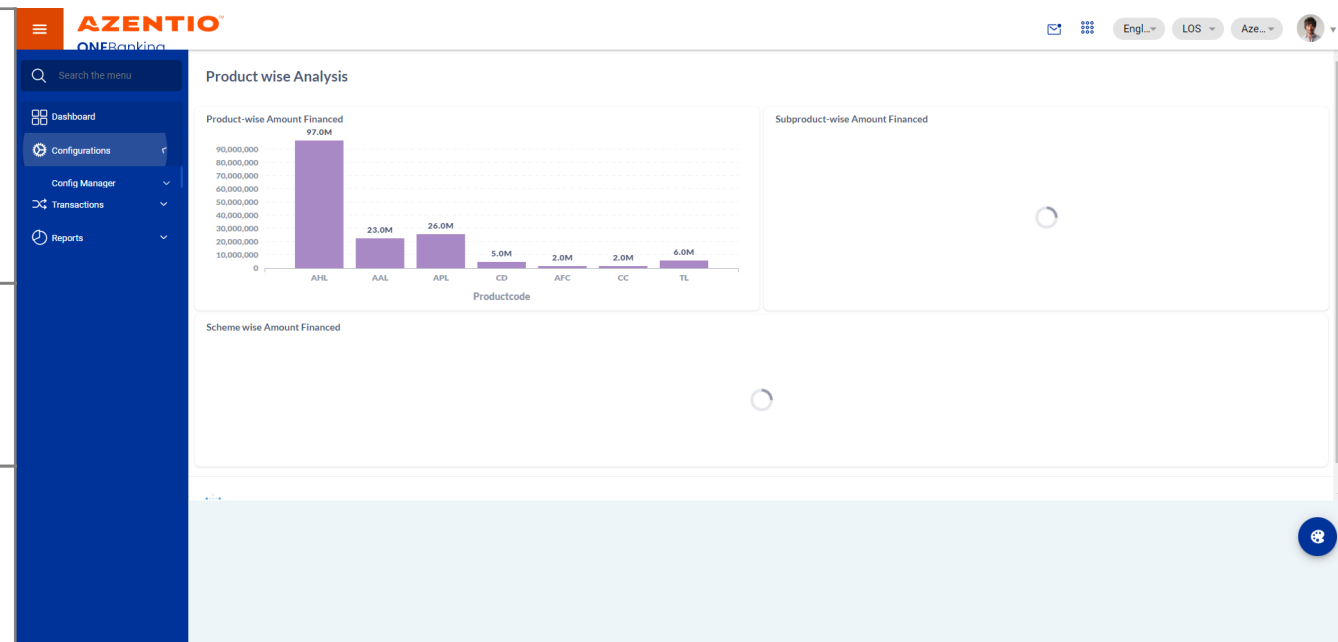 AZENTIO
ONEBanking
Engl...
LOS
Aze...
Search the menu
Dashboard
Configurations
Config Manager
Transactions
Reports
Product wise Analysis
Product-wise Amount Financed
97.0M
90,000,000
80,000,000
70,000,000
60,000,000
50,000,000
40,000,000
30,000,000
20,000,000
10,000,000
0
23.0M
26.0M
5.0M
2.0M
2.0M
6.0M
AHL AAL APL CD AFC CC TL
Productcode
Subproduct-wise Amount Financed
Scheme wise Amount Financed